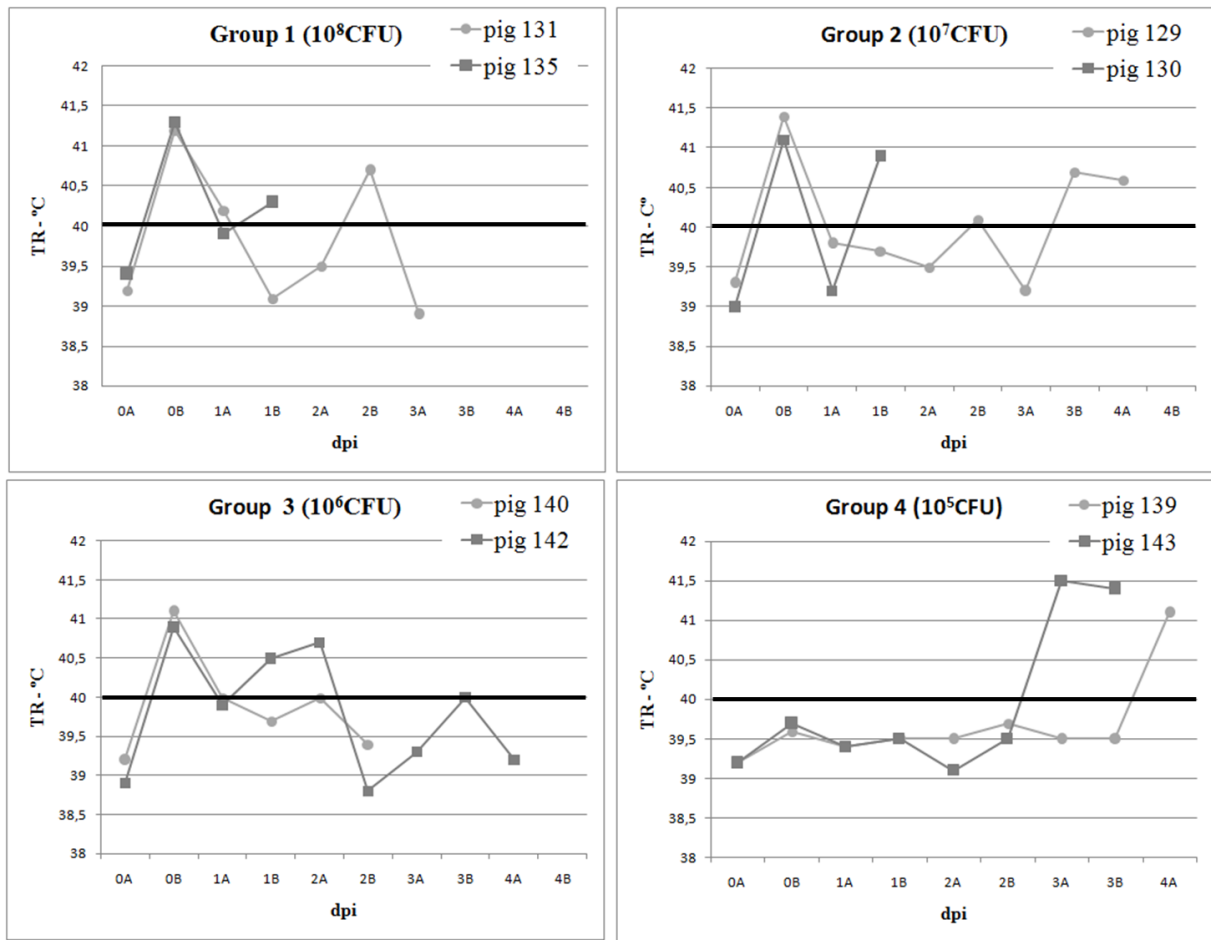 Group 1 (10⁸CFU)
pig 131
pig 135
TR - ºC
42
41,5
41
40,5
40
39,5
39
38,5
38
0A 0B 1A 1B 2A 2B 3A 3B 4A 4B
dpi
Group 2 (10⁷CFU)
pig 129
pig 130
TR - Cº
42
41,5
41
40,5
40
39,5
39
38,5
38
0A 0B 1A 1B 2A 2B 3A 3B 4A 4B
dpi
Group 3 (10⁶CFU)
pig 140
pig 142
TR - ºC
42
41,5
41
40,5
40
39,5
39
38,5
38
0A 0B 1A 1B 2A 2B 3A 3B 4A 4B
dpi
Group 4 (10⁵CFU)
pig 139
pig 143
TR - ºC
42
41,5
41
40,5
40
39,5
39
38,5
38
0A 0B 1A 1B 2A 2B 3A 3B 4A
dpi